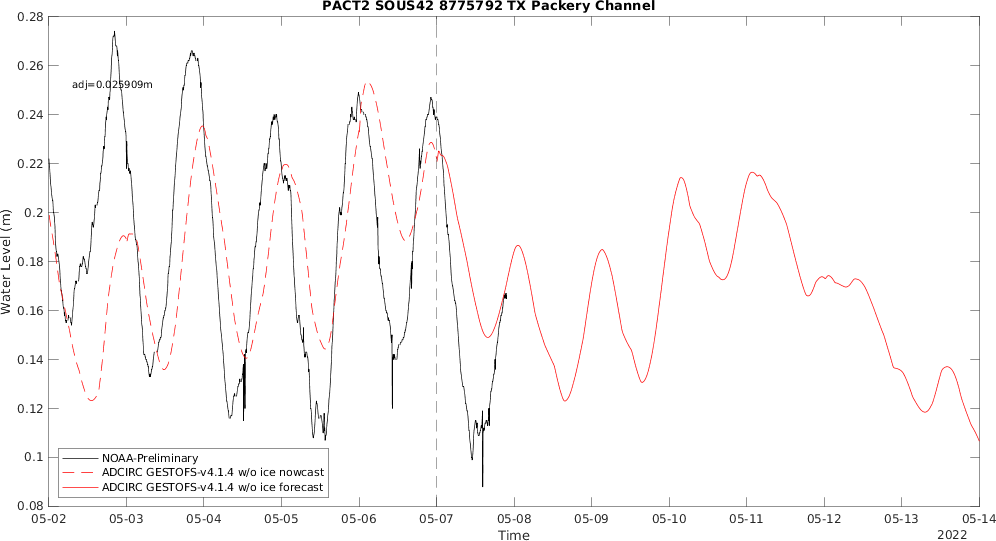 PACT2 SOUS42 8775792 TX Packery Channel
0.28
0.26
0.24
0.22
0.2
0.18
0.16
0.14
0.12
0.1
0.08
Water Level (m)
adj=0.025909m
NOAA-Preliminary
ADCIRC GESTOFS-v4.1.4 w/o ice nowcast
ADCIRC GESTOFS-v4.1.4 w/o ice forecast
05-02 05-03 05-04 05-05 05-06 05-07 05-08 05-09 05-10 05-11 05-12 05-13 05-14
Time
2022